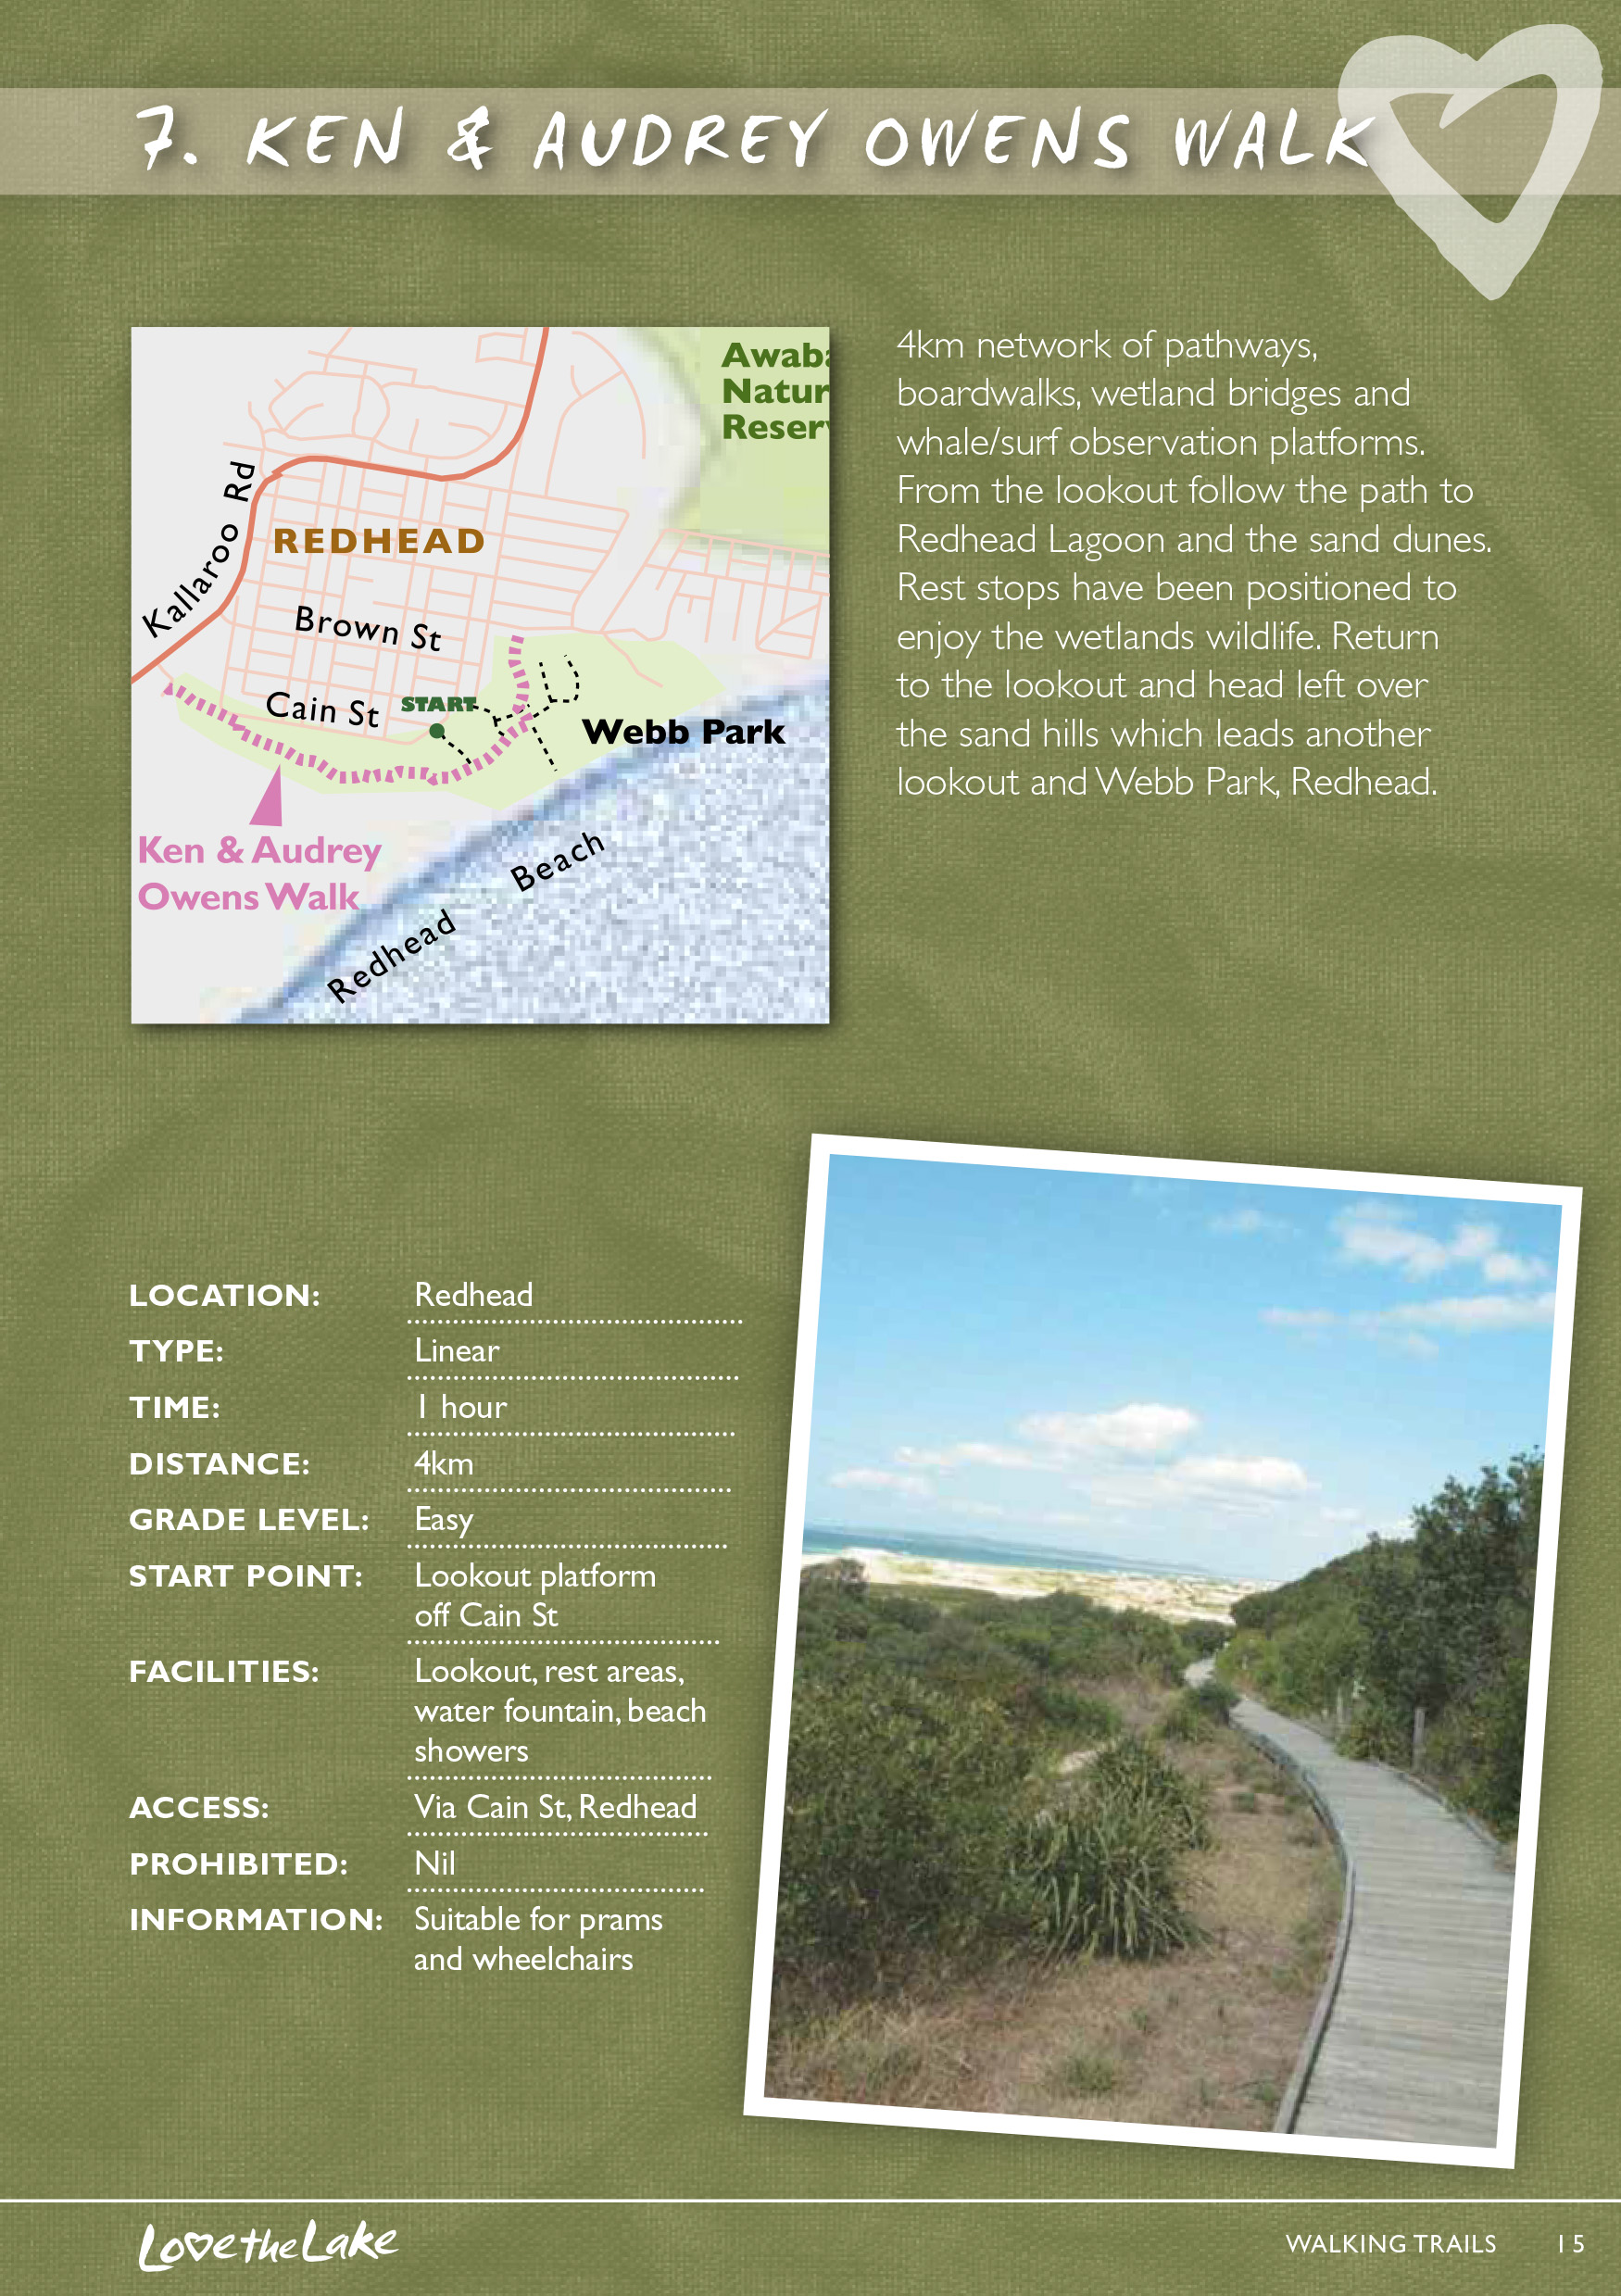 7. KEN & AUDREY OWENS WALK
Awaba
Natur
Reserv
Kallaroo Rd
REDHEAD
Brown St
Cain St
START
Webb Park
Ken & Audrey
Owens Walk
Redhead Beach
4km network of pathways,
boardwalks, wetland bridges and
whale/surf observation platforms.
From the lookout follow the path to
Redhead Lagoon and the sand dunes.
Rest stops have been positioned to
enjoy the wetlands wildlife. Return
to the lookout and head left over
the sand hills which leads another
lookout and Webb Park, Redhead.
LOCATION: Redhead
TYPE: Linear
TIME: 1 hour
DISTANCE: 4km
GRADE LEVEL: Easy
START POINT: Lookout platform
off Cain St
FACILITIES: Lookout, rest areas,
water fountain, beach
showers
ACCESS: Via Cain St, Redhead
PROHIBITED: Nil
INFORMATION: Suitable for prams
and wheelchairs
Love the Lake
WALKING TRAILS 15